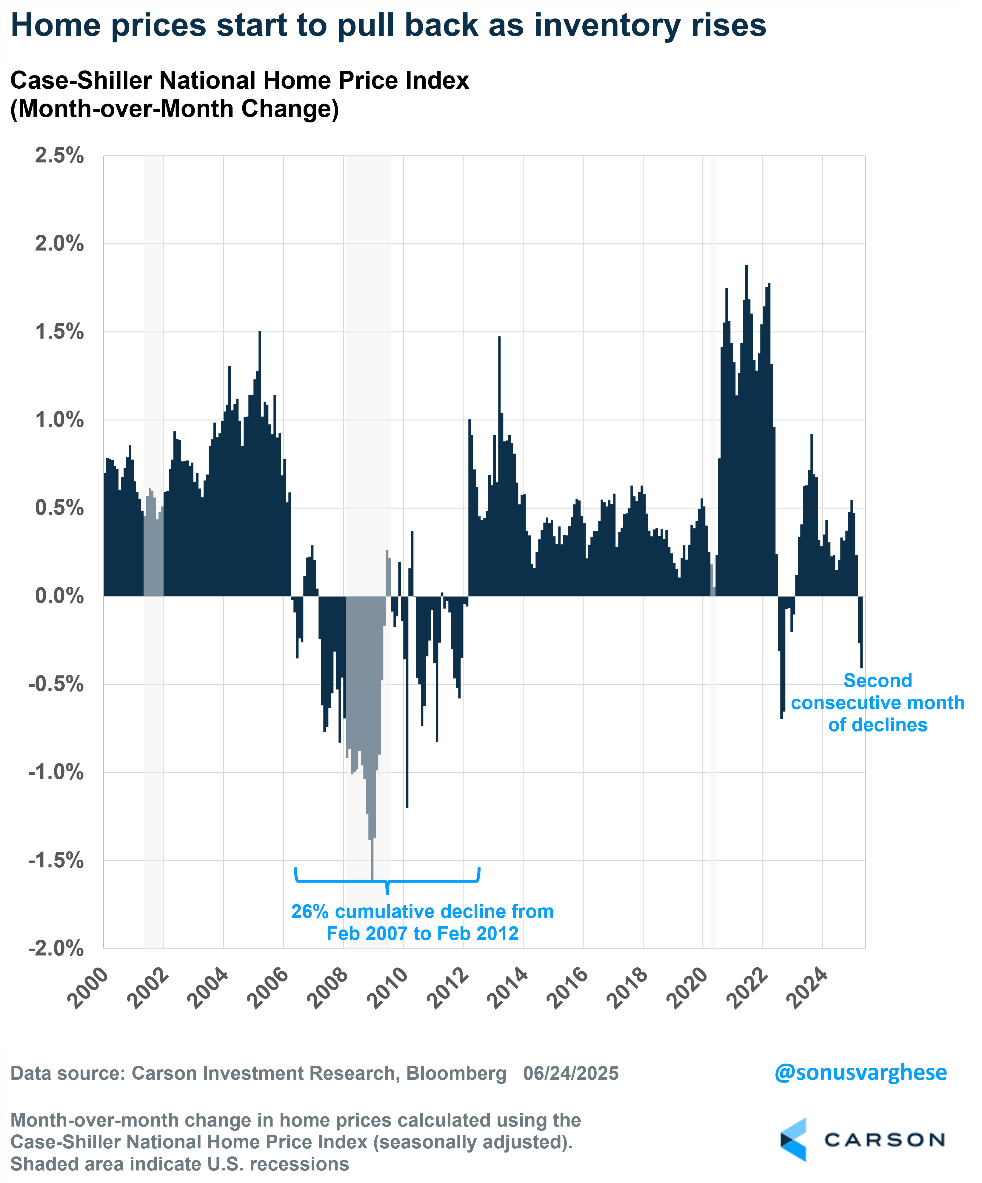 Home prices start to pull back as inventory rises
Case-Shiller National Home Price Index
(Month-over-Month Change)
2.5%
2.0%
1.5%
1.0%
0.5%
0.0%
-0.5%
-1.0%
-1.5%
-2.0%
Second
consecutive month
of declines
26% cumulative decline from
Feb 2007 to Feb 2012
2000
2002
2004
2006
2008
2010
2012
2014
2016
2018
2020
2022
2024
Data source: Carson Investment Research, Bloomberg 06/24/2025
@sonusvarghese
Month-over-month change in home prices calculated using the
Case-Shiller National Home Price Index (seasonally adjusted).
Shaded area indicate U.S. recessions
CARSON